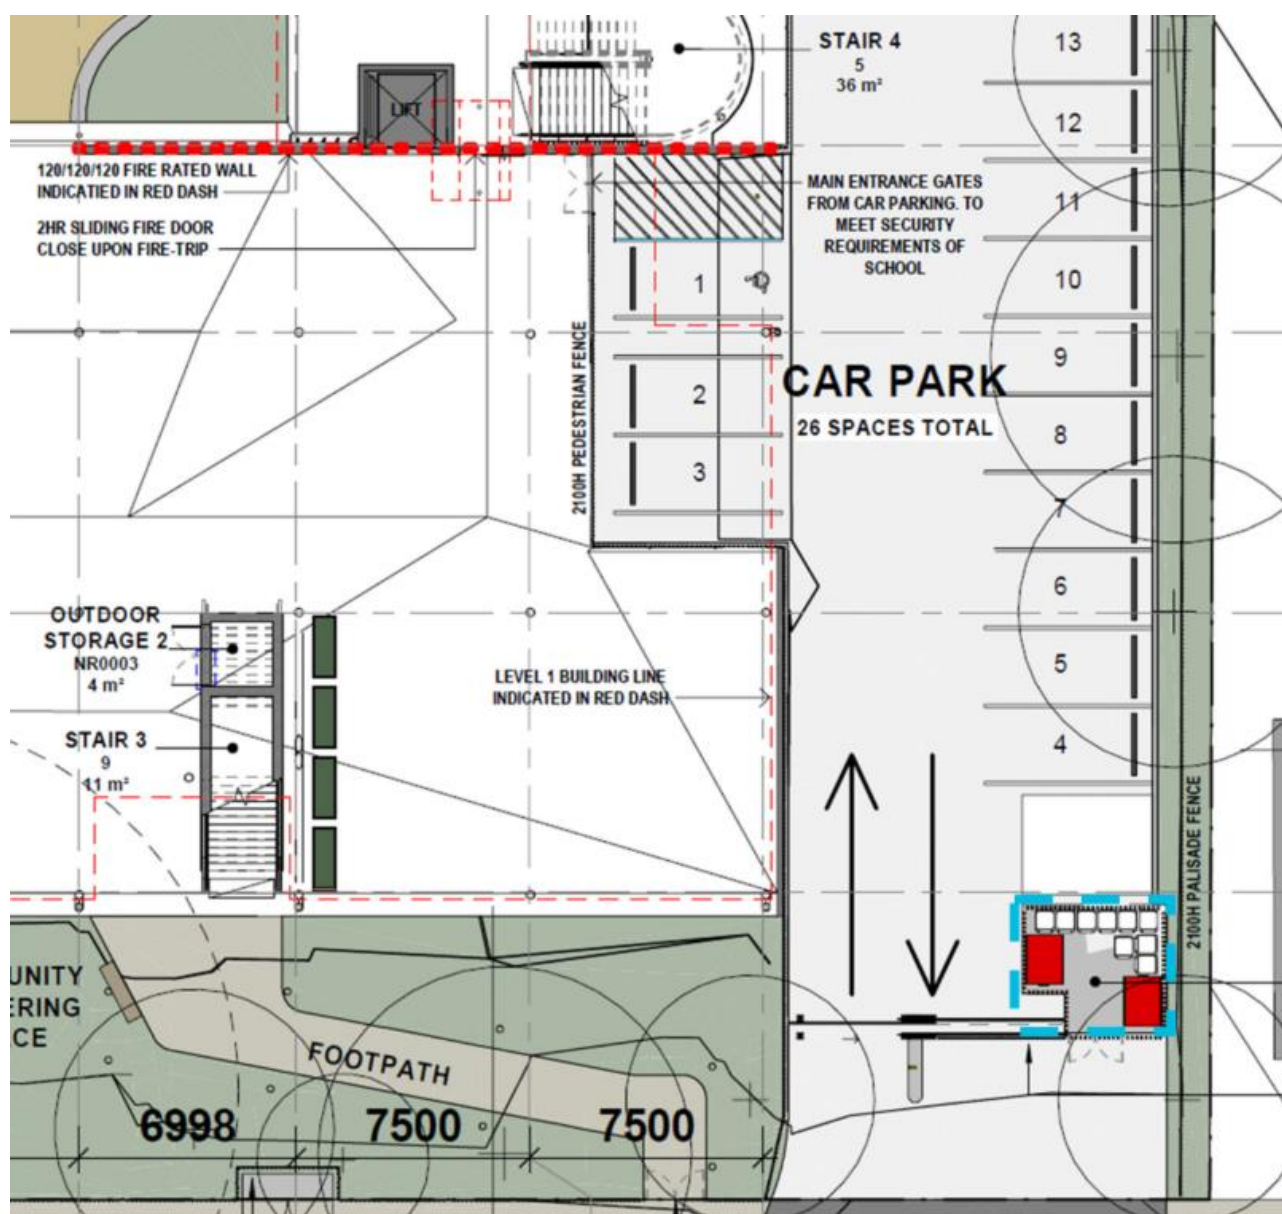 STAIR 4
5
36 m²
13
12
11
10
9
8
7
6
5
4
LIFT
120/120/120 FIRE RATED WALL
INDICATIED IN RED DASH
2HR SLIDING FIRE DOOR
CLOSE UPON FIRE-TRIP
MAIN ENTRANCE GATES
FROM CAR PARKING. TO
MEET SECURITY
REQUIREMENTS OF
SCHOOL
1
2
3
2100H PEDESTRIAN FENCE
CAR PARK
26 SPACES TOTAL
OUTDOOR
STORAGE 2
NR0003
4 m²
STAIR 3
9
11 m²
LEVEL 1 BUILDING LINE
INDICATED IN RED DASH
2100H PALISADE FENCE
UNITY
ERING
CE
FOOTPATH
6998
7500
7500